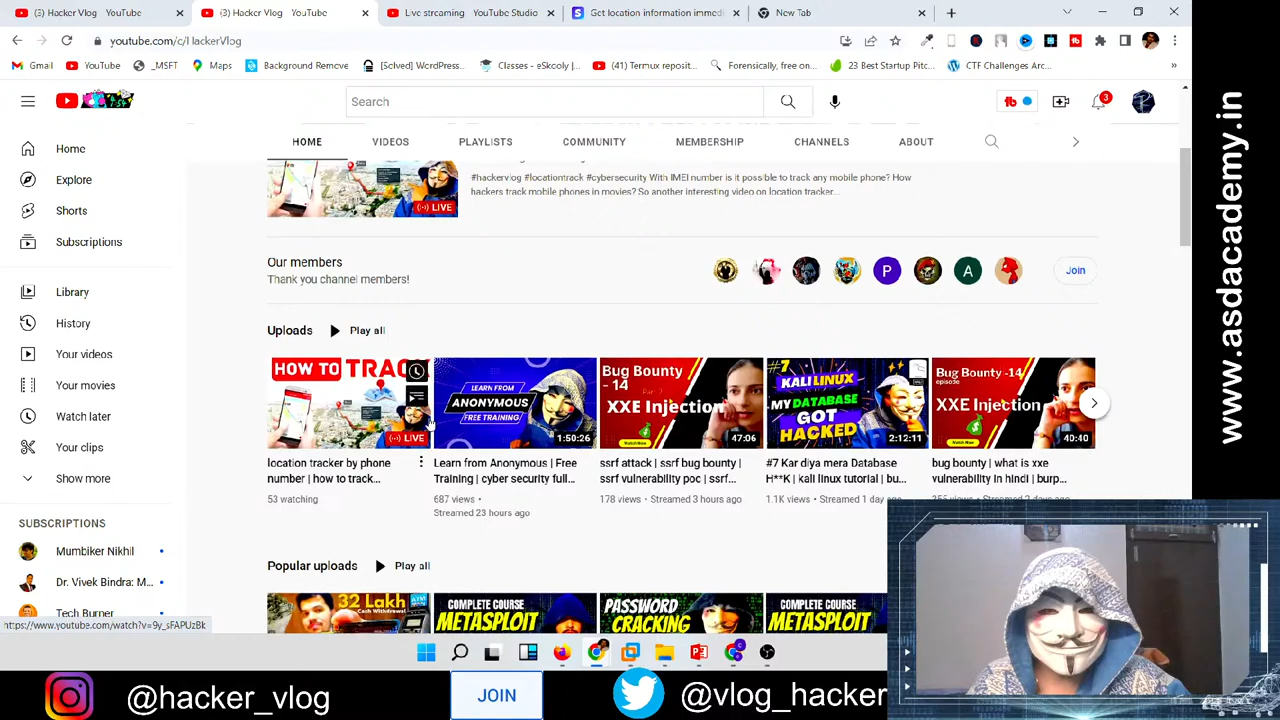 (3) Hacker Vlog - YouTube
(3) Hacker Vlog - YouTube
Live streaming - YouTube Studio
Get location information immedi
New Tab
youtube.com/c/HackerVlog
Gmail
YouTube
_MSFT
Maps
Background Remove
[Solved] WordPress...
Classes - eSkooly -...
(41) Termux reposit...
Forensically, free on...
23 Best Startup Pitc...
CTF Challenges Arc...
»
Search
3
HOME
VIDEOS
PLAYLISTS
COMMUNITY
MEMBERSHIP
CHANNELS
ABOUT
Home
Explore
Shorts
Subscriptions
Library
History
Your videos
Your movies
Watch later
Your clips
Show more
SUBSCRIPTIONS
Mumbiker Nikhil
Dr. Vivek Bindra: M...
Tech Burner
https://www.youtube.com/watch?v=9y_sFAPUzBk
#hackervlog #locationtrack #cybersecurity With IMEI number is it possible to track any mobile phone? How
hackers track mobile phones in movies? So another interesting video on location tracker...
LIVE
Our members
Thank you channel members!
P
A
Join
Uploads
Play all
HOW TO TRACK
LIVE
location tracker by phone
number | how to track...
53 watching
LEARN FROM
ANONYMOUS
FREE TRAINING
1:50:26
Learn from Anonymous | Free
Training | cyber security full...
687 views •
Streamed 23 hours ago
Bug Bounty
- 14
XXE Injection
Watch Now
47:06
ssrf attack | ssrf bug bounty |
ssrf vulnerability poc | ssrf...
178 views • Streamed 3 hours ago
#7
KALI LINUX
MY DATABASE
GOT
HACKED
2:12:11
#7 Kar diya mera Database
H**K | kali linux tutorial | bu...
1.1K views • Streamed 1 day ago
Bug Bounty -14
episode
XXE Injection
Watch Now
40:40
bug bounty | what is xxe
vulnerability in hindi | burp...
Popular uploads
Play all
32 Lakh
Cash Withdrawal
ATM
COMPLETE COURSE
METASPLOIT
PASSWORD
CRACKING
COMPLETE COURSE
METASPLOIT
www.asdacademy.in
@hacker_vlog
JOIN
@vlog_hacker